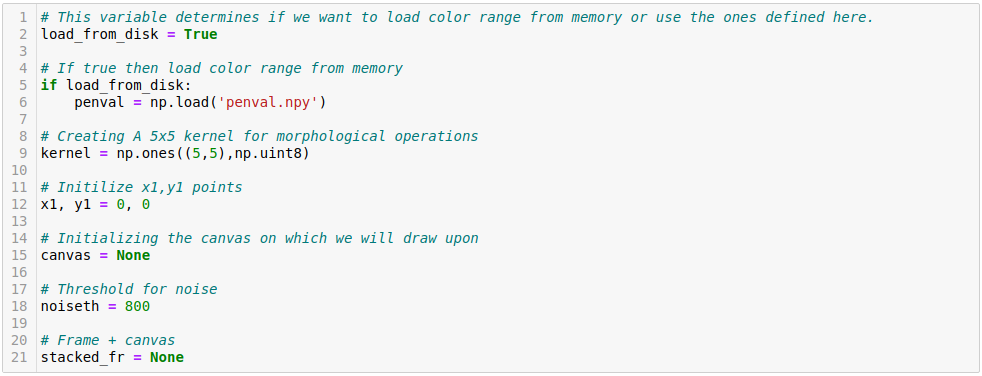 1 # This variable determines if we want to load color range from memory or use the ones defined here.
2 load_from_disk = True
3
4 # If true then load color range from memory
5 if load_from_disk:
6     penval = np.load('penval.npy')
7
8 # Creating A 5x5 kernel for morphological operations
9 kernel = np.ones((5,5),np.uint8)
10
11 # Initilize x1,y1 points
12 x1, y1 = 0, 0
13
14 # Initializing the canvas on which we will draw upon
15 canvas = None
16
17 # Threshold for noise
18 noiseth = 800
19
20 # Frame + canvas
21 stacked_fr = None